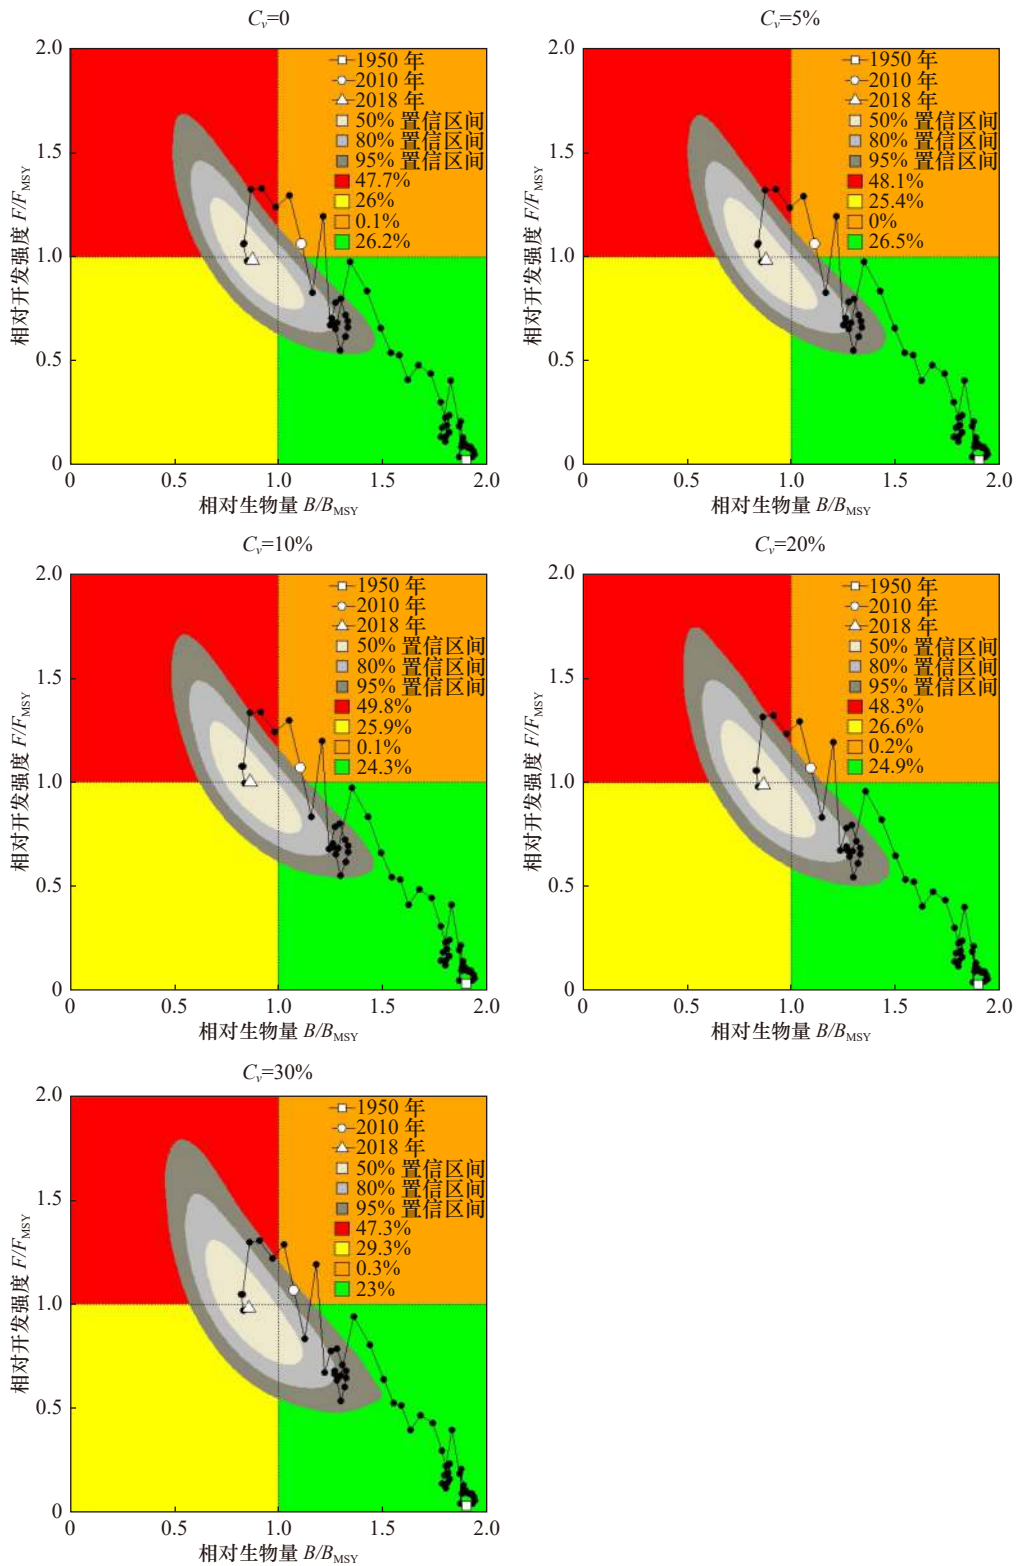 Cv=0
2.0
1.5
1.0
0.5
0
相对开发强度 F/FMSY
1950 年
2010 年
2018 年
50% 置信区间
80% 置信区间
95% 置信区间
47.7%
26%
0.1%
26.2%
0.5
1.0
1.5
2.0
相对生物量 B/BMSY
Cv=5%
2.0
1.5
1.0
0.5
0
相对开发强度 F/FMSY
1950 年
2010 年
2018 年
50% 置信区间
80% 置信区间
95% 置信区间
48.1%
25.4%
0%
26.5%
0
0.5
1.0
1.5
2.0
相对生物量 B/BMSY
Cv=10%
2.0
1.5
1.0
0.5
0
相对开发强度 F/FMSY
1950 年
2010 年
2018 年
50% 置信区间
80% 置信区间
95% 置信区间
49.8%
25.9%
0.1%
24.3%
0
0.5
1.0
1.5
2.0
相对生物量 B/BMSY
Cv=20%
2.0
1.5
1.0
0.5
0
相对开发强度 F/FMSY
1950 年
2010 年
2018 年
50% 置信区间
80% 置信区间
95% 置信区间
48.3%
26.6%
0.2%
24.9%
0
0.5
1.0
1.5
2.0
相对生物量 B/BMSY
Cv=30%
2.0
1.5
1.0
0.5
0
相对开发强度 F/FMSY
1950 年
2010 年
2018 年
50% 置信区间
80% 置信区间
95% 置信区间
47.3%
29.3%
0.3%
23%
0
0.5
1.0
1.5
2.0
相对生物量 B/BMSY